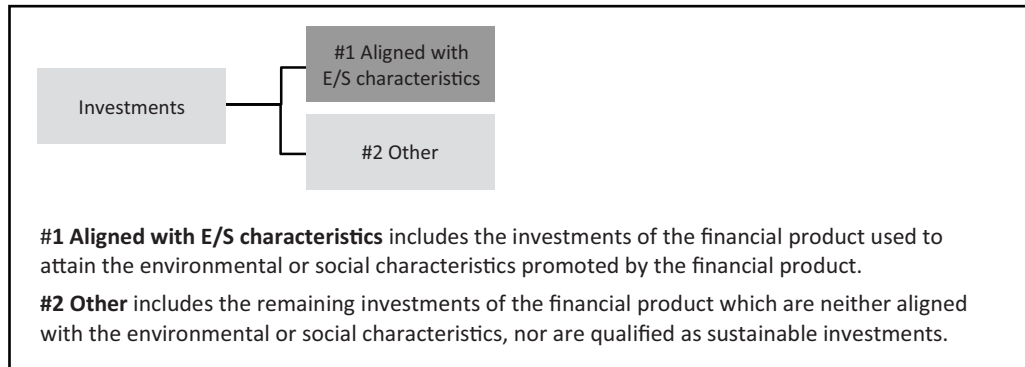 #1 Aligned with
E/S characteristics
Investments
#2 Other
#1 Aligned with E/S characteristics includes the investments of the financial product used to
attain the environmental or social characteristics promoted by the financial product.
#2 Other includes the remaining investments of the financial product which are neither aligned
with the environmental or social characteristics, nor are qualified as sustainable investments.